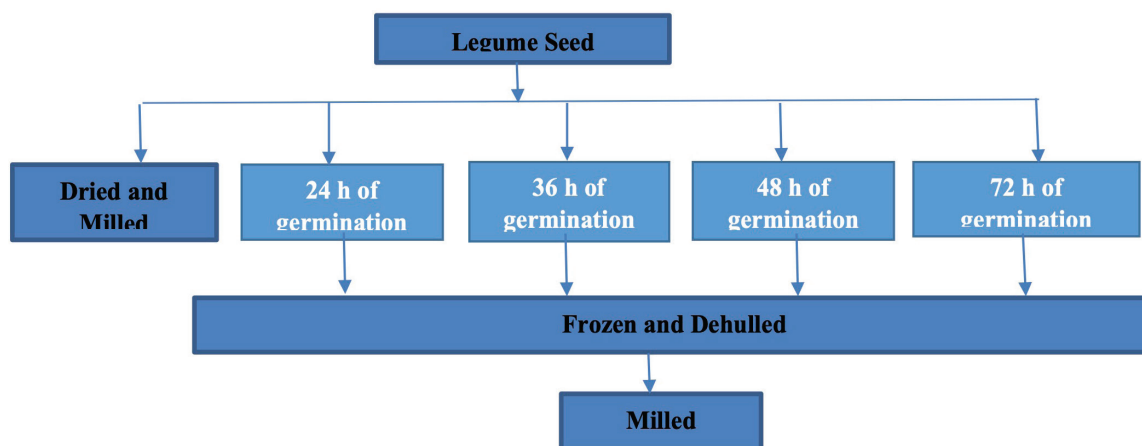 Legume Seed
Dried and
Milled
24 h of
germination
36 h of
germination
48 h of
germination
72 h of
germination
Frozen and Dehulled
Milled